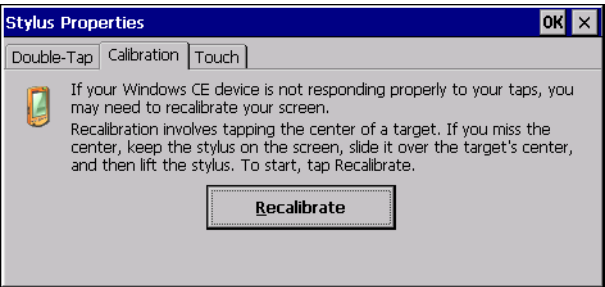 Stylus Properties OK ×
Double-Tap Calibration Touch
If your Windows CE device is not responding properly to your taps, you
may need to recalibrate your screen.
Recalibration involves tapping the center of a target. If you miss the
center, keep the stylus on the screen, slide it over the target's center,
and then lift the stylus. To start, tap Recalibrate.
Recalibrate